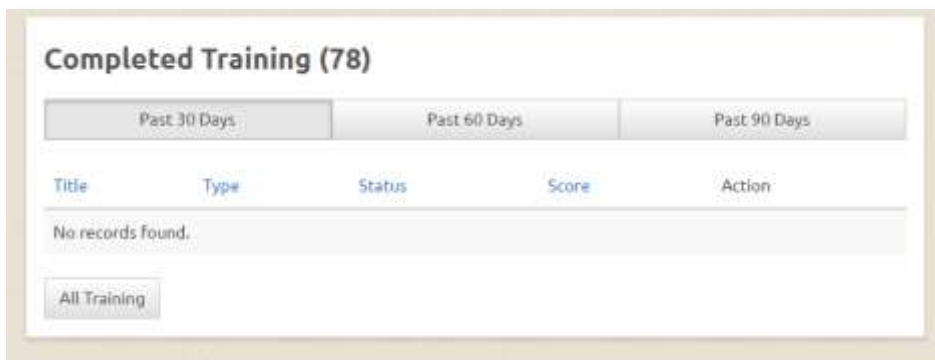 Completed Training (78)
Past 30 Days Past 60 Days Past 90 Days
Title Type Status Score Action
No records found.
All Training